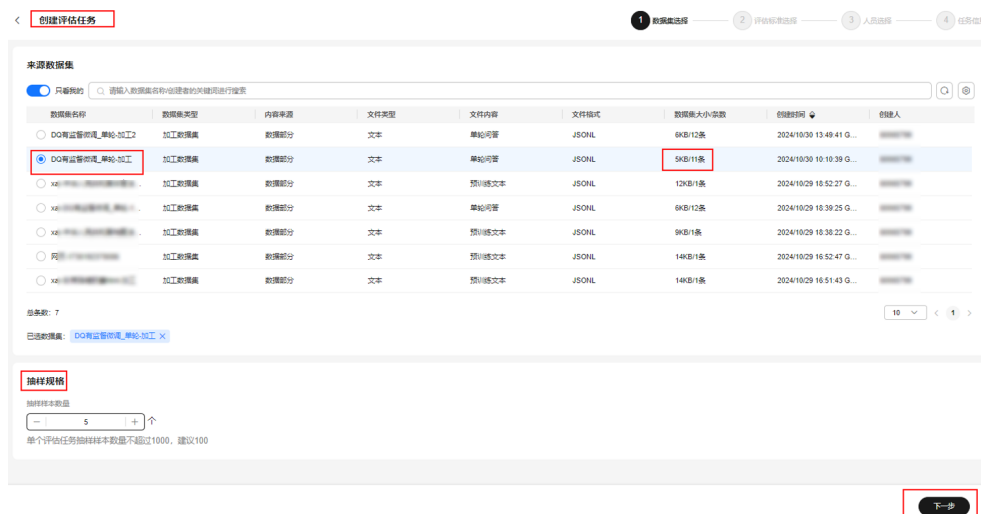 创建评估任务
1 数据集选择 2 评估标准选择 3 人员选择 4 任务信
来源数据集
只看我的 请输入数据集名称/创建者的关键词进行搜索
数据集名称 数据集类型 内容来源 文件类型 文件内容 文件格式 数据集大小/条数 创建时间 创建人
DQ有监督微调_单轮-加工2 加工数据集 数据部分 文本 单轮问答 JSONL 6KB/12条 2024/10/30 13:49:41 G...
DQ有监督微调_单轮-加工 加工数据集 数据部分 文本 单轮问答 JSONL 5KB/11条 2024/10/30 10:10:39 G...
加工数据集 数据部分 文本 预训练文本 JSONL 12KB/1条 2024/10/29 18:52:27 G...
加工数据集 数据部分 文本 单轮问答 JSONL 6KB/12条 2024/10/29 18:39:25 G...
加工数据集 数据部分 文本 预训练文本 JSONL 9KB/1条 2024/10/29 18:38:22 G...
加工数据集 数据部分 文本 预训练文本 JSONL 14KB/1条 2024/10/29 16:52:47 G...
加工数据集 数据部分 文本 预训练文本 JSONL 14KB/1条 2024/10/29 16:51:43 G...
总条数：7 10 1
已选数据集： DQ有监督微调_单轮-加工
抽样规格
抽样样本数量
5 个
单个评估任务抽样样本数量不超过1000，建议100
下一步